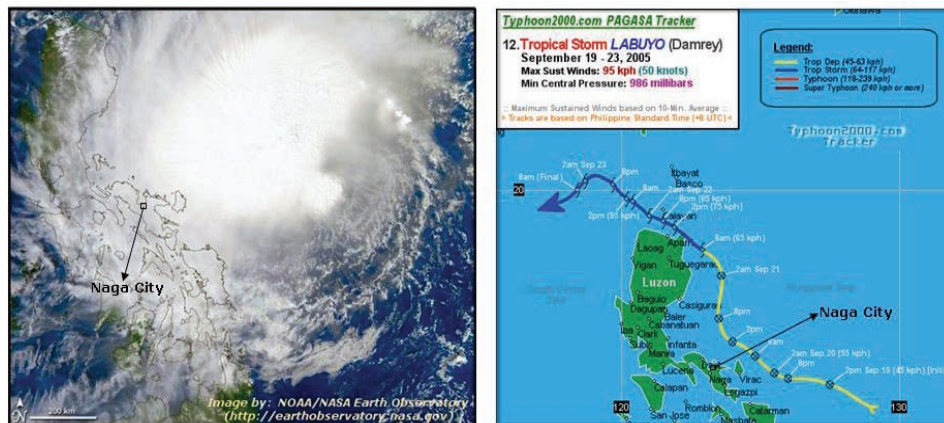 Naga City
N
200 km
Image by: NOAA/NASA Earth Observatory
(http://earthobservatory.nasa.gov)
Typhoon2000.com PAGASA Tracker
12.Tropical Storm LABUYO (Damrey)
September 19 - 23, 2005
Max Sust Winds: 95 kph (50 knots)
Min Central Pressure: 986 millibars
:: Maximum Sustained Winds based on 10-Min. Average ::
> Tracks are based on Philippine Standard Time (+8 UTC) <
Legend:
Trop Dep (45-63 kph)
Trop Storm (64-117 kph)
Typhoon (118-239 kph)
Super Typhoon (240 kph or more)
Typhoon2000.com
Tracker
2am Sep 23
8am (Final)
8pm
Itbayat
Basco
20
8am
2am Sep 22
8pm (85 kph)
2pm (75 kph)
2pm (95 kph)
Calayan
8am (65 kph)
Laoag
Aparri
Vigan
Tuguegarao
2am Sep 21
Luzon
Baguio
Dagupan
Casiguran
Baler
Cabanatuan
Iba
Clark
Subic
Infanta
Manila
8pm
Naga City
2pm
8am
2am Sep 20 (55 kph)
8pm
2pm Sep 19 (45 kph) [Initi
Lucena
Naga
Virac
Legazpi
Calapan
120
San Jose
Romblon
Catarman
130